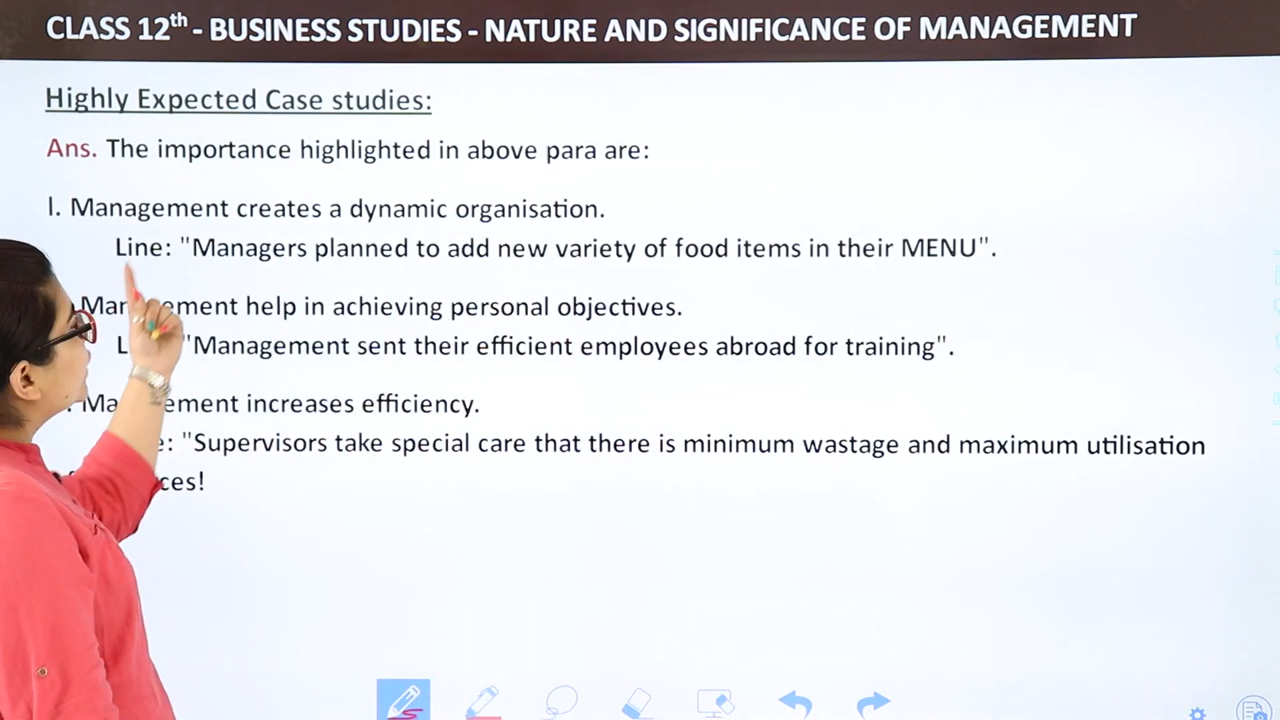 CLASS 12th - BUSINESS STUDIES - NATURE AND SIGNIFICANCE OF MANAGEMENT
Highly Expected Case studies:
Ans. The importance highlighted in above para are:
I. Management creates a dynamic organisation.
Line: "Managers planned to add new variety of food items in their MENU".
help in achieving personal objectives.
"Management sent their efficient employees abroad for training".
increases efficiency.
"Supervisors take special care that there is minimum wastage and maximum utilisation